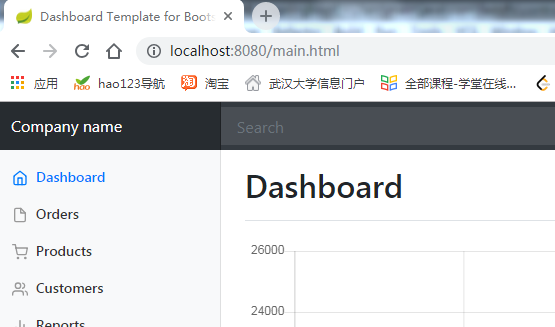 Dashboard Template for Boots
localhost:8080/main.html
应用 hao123导航 淘宝 武汉大学信息门户 全部课程-学堂在线...
Company name Search
Dashboard
Orders
Products
Customers
Reports
Dashboard
26000
24000